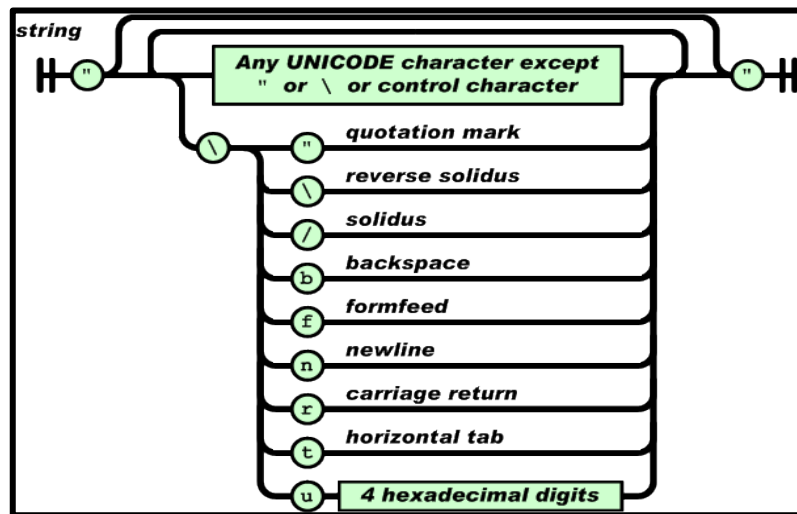 string
" Any UNICODE character except "
" or \ or control character
\ " quotation mark
\ reverse solidus
/ solidus
b backspace
f formfeed
n newline
r carriage return
t horizontal tab
u 4 hexadecimal digits